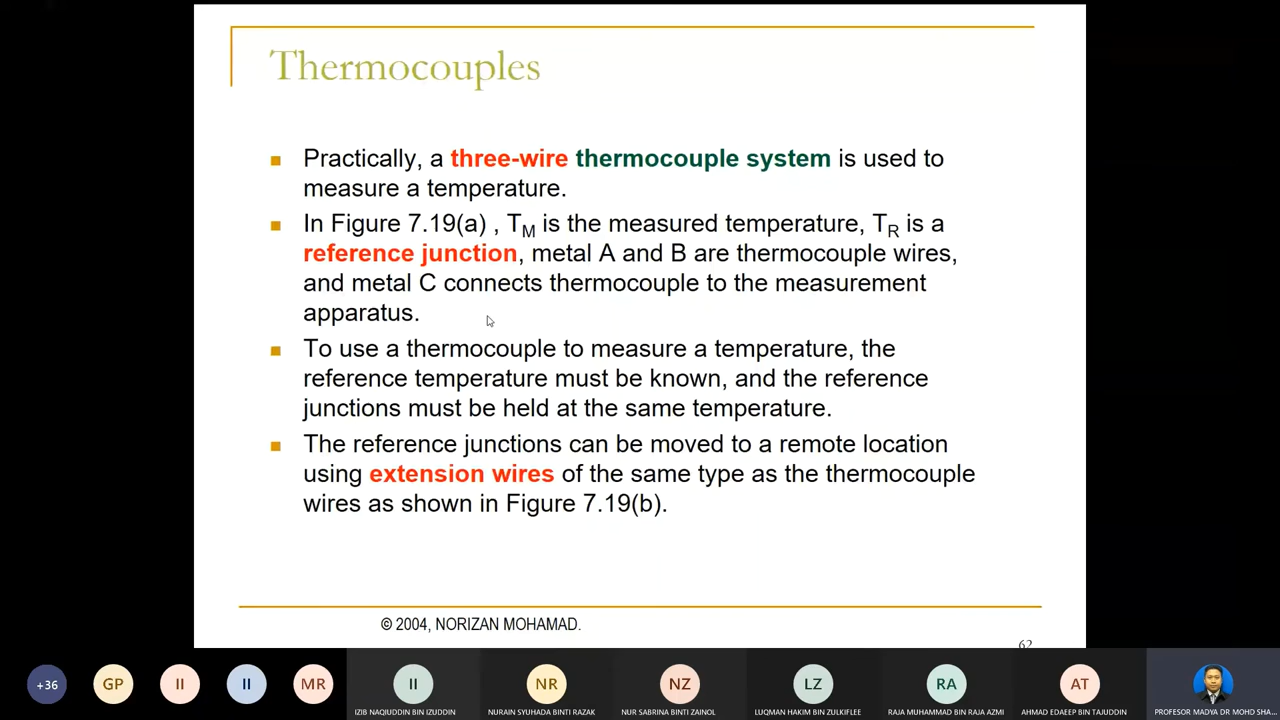 Thermocouples
Practically, a three-wire thermocouple system is used to
measure a temperature.
In Figure 7.19(a) , TM is the measured temperature, TR is a
reference junction, metal A and B are thermocouple wires,
and metal C connects thermocouple to the measurement
apparatus.
To use a thermocouple to measure a temperature, the
reference temperature must be known, and the reference
junctions must be held at the same temperature.
The reference junctions can be moved to a remote location
using extension wires of the same type as the thermocouple
wires as shown in Figure 7.19(b).
© 2004, NORIZAN MOHAMAD.
62
+36
GP
II
II
MR
II
NR
NZ
LZ
RA
AT
IZIB NAQIUDDIN BIN IZUDDIN
NURAIN SYUHADA BINTI RAZAK
NUR SABRINA BINTI ZAINOL
LUQMAN HAKIM BIN ZULKIFLEE
RAJA MUHAMMAD BIN RAJA AZMI
AHMAD EDAEEP BIN TAJUDDIN
PROFESOR MADYA DR MOHD SHA...